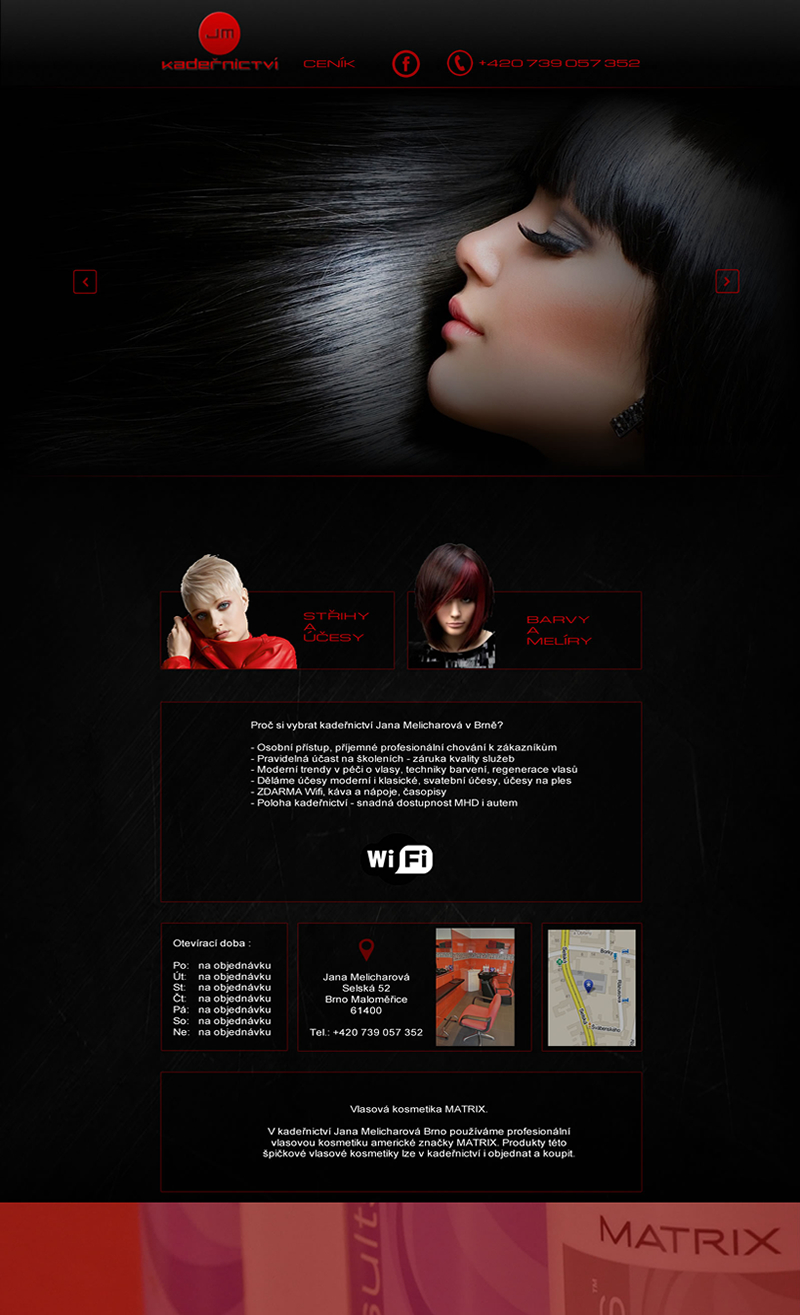 JM
kadeřnictví
CENÍK
f
+420 739 057 352
STŘIHY
A
ÚČESY
BARVY
A
MELÍRY
Proč si vybrat kadeřnictví Jana Melicharová v Brně?
- Osobní přístup, příjemné profesionální chování k zákazníkům
- Pravidelná účast na školeních - záruka kvality služeb
- Moderní trendy v péči o vlasy, techniky barvení, regenerace vlasů
- Děláme účesy moderní i klasické, svatební účesy, účesy na ples
- ZDARMA Wifi, káva a nápoje, časopisy
- Poloha kadeřnictví - snadná dostupnost MHD i autem
Wi Fi
Otevírací doba :
Po: na objednávku
Út: na objednávku
St: na objednávku
Čt: na objednávku
Pá: na objednávku
So: na objednávku
Ne: na objednávku
Jana Melicharová
Selská 52
Brno Maloměřice
61400
Tel.: +420 739 057 352
Selská
Selská
Vlasová kosmetika MATRIX.
V kadeřnictví Jana Melicharová Brno používáme profesionální
vlasovou kosmetiku americké značky MATRIX. Produkty této
špičkové vlasové kosmetiky lze v kadeřnictví i objednat a koupit.
sults
MATRIX
TM
S